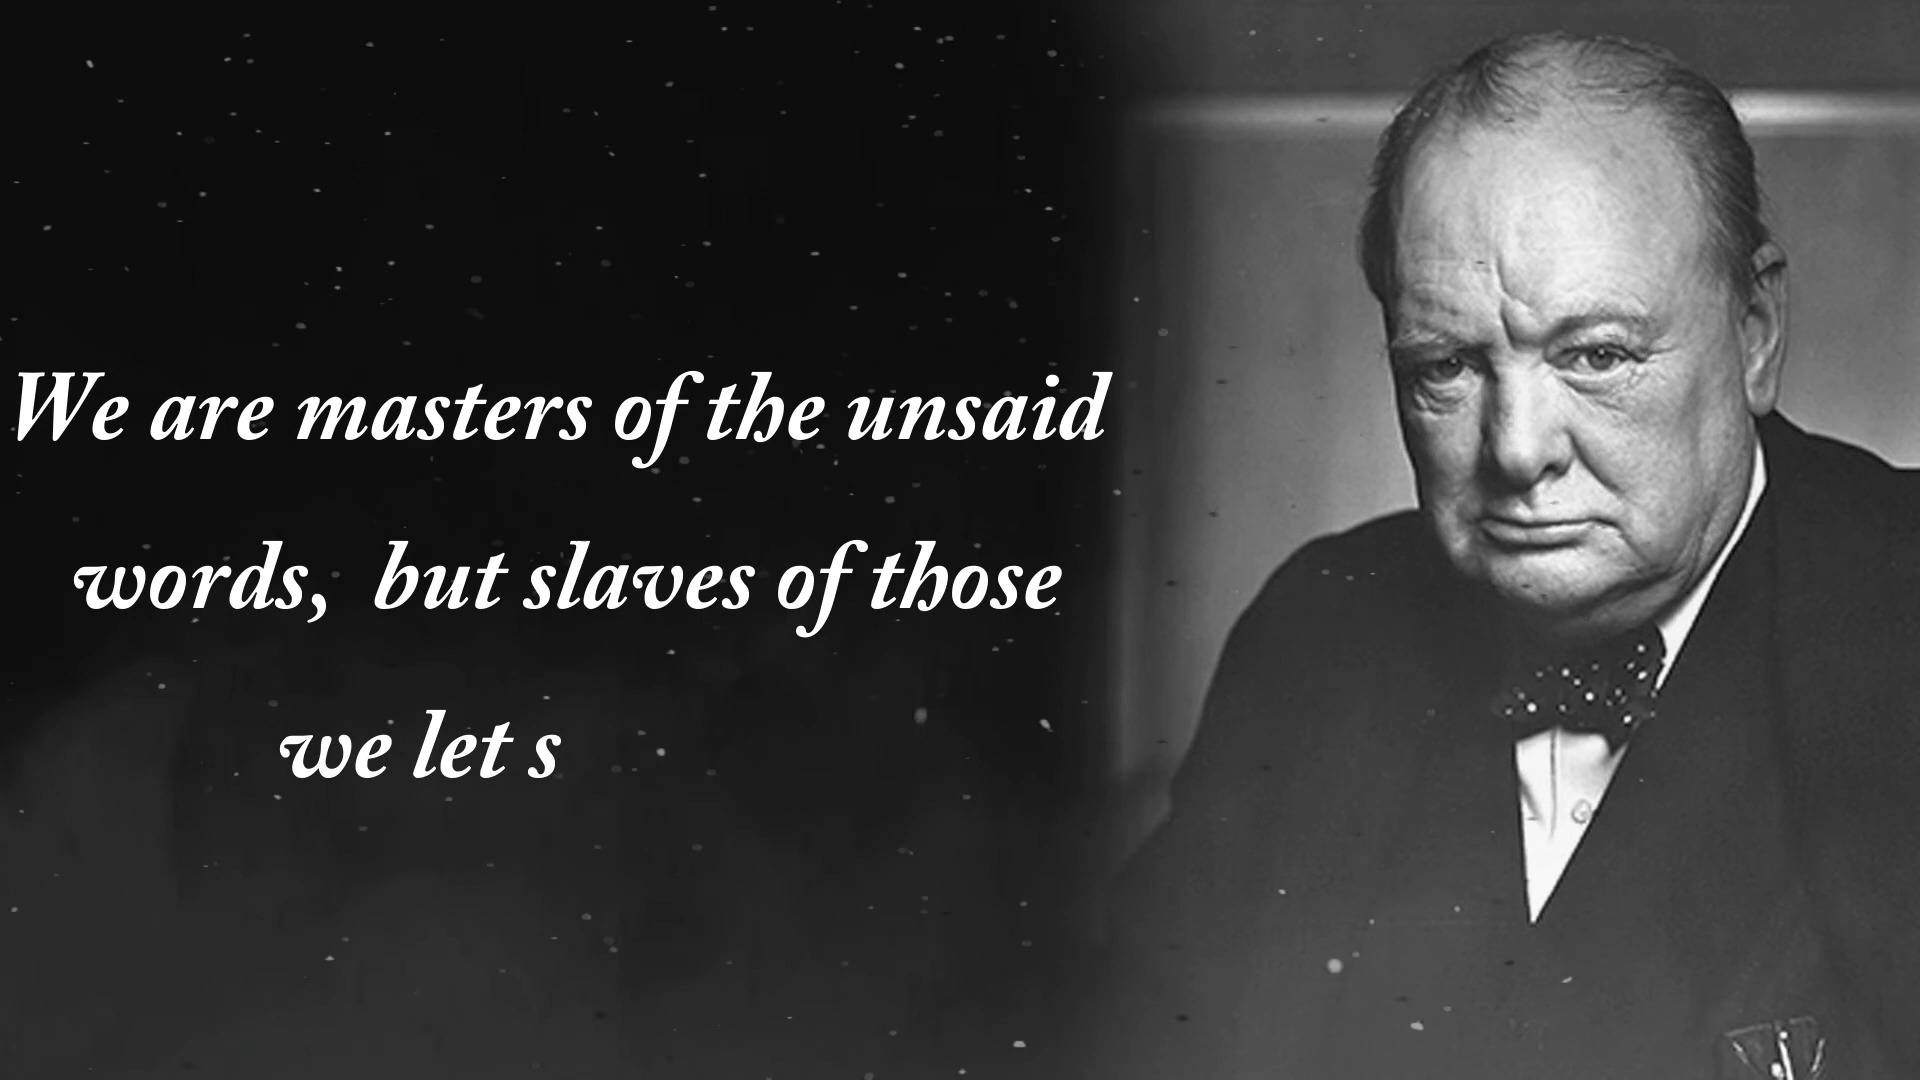 We are masters of the unsaid
words, but slaves of those
we let s